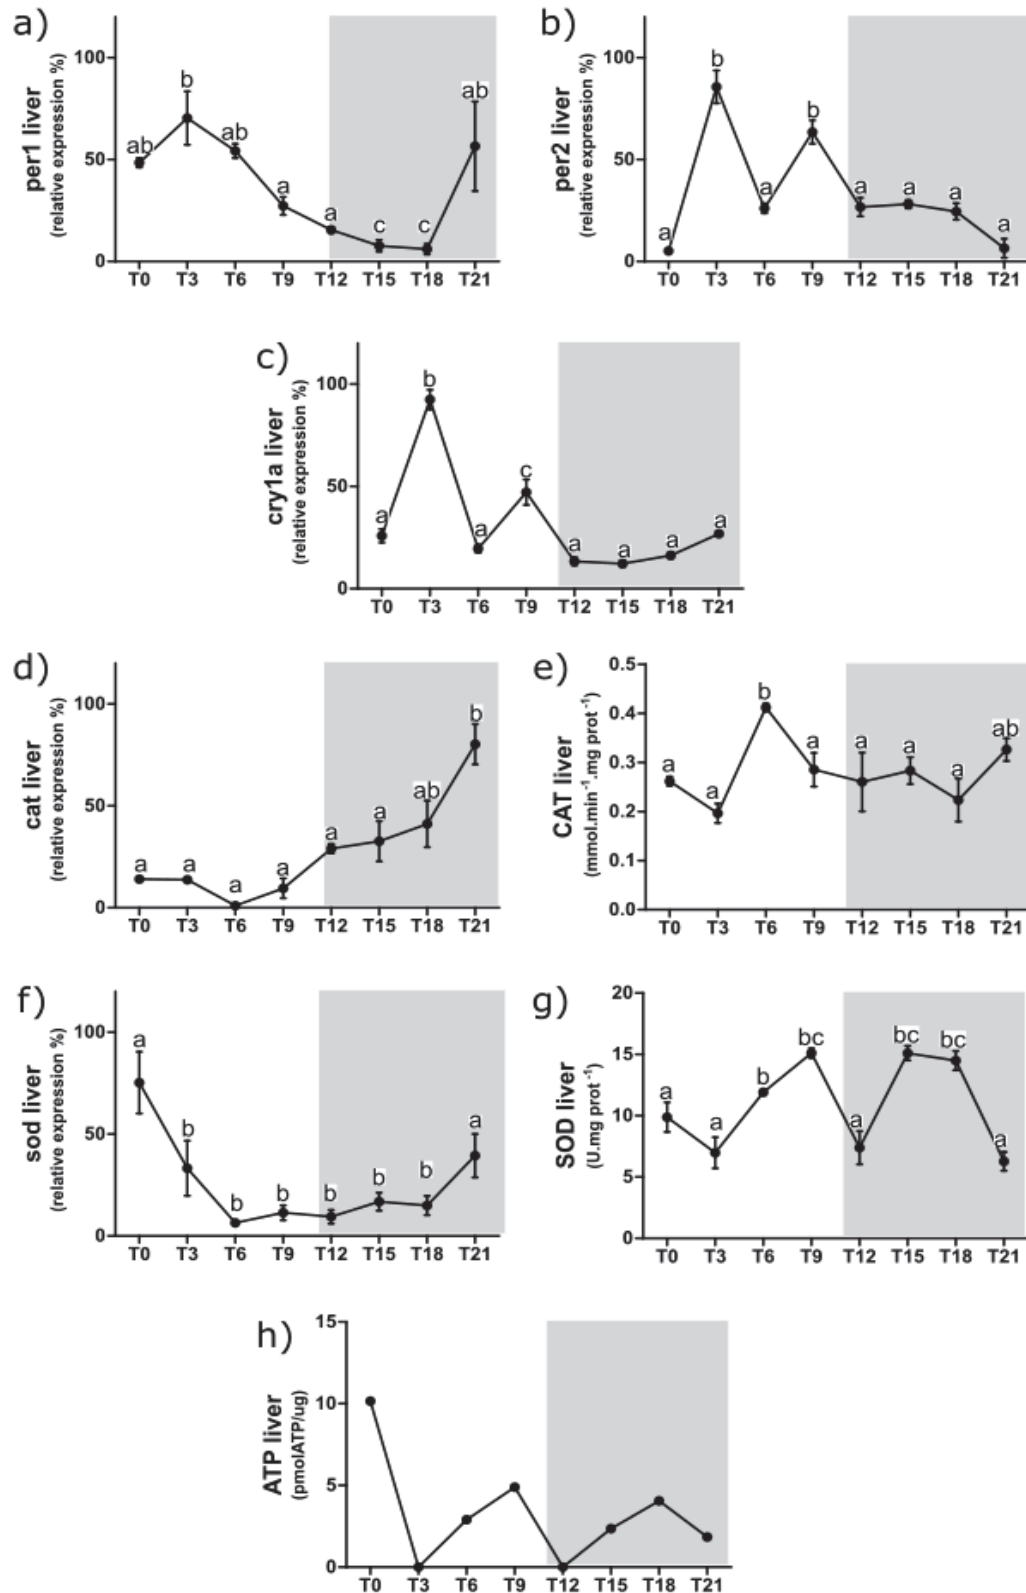 a)
per1 liver
(relative expression %)
100
50
0
ab
b
ab
a
a
c
c
ab
T0 T3 T6 T9 T12 T15 T18 T21
b)
per2 liver
(relative expression %)
100
50
0
a
b
a
b
a
a
a
a
T0 T3 T6 T9 T12 T15 T18 T21
c)
cry1a liver
(relative expression %)
100
50
0
a
b
a
c
a
a
a
a
T0 T3 T6 T9 T12 T15 T18 T21
d)
cat liver
(relative expression %)
100
50
0
a
a
a
a
a
a
ab
b
T0 T3 T6 T9 T12 T15 T18 T21
e)
CAT liver
(mmol.min⁻¹.mg prot⁻¹)
0.5
0.4
0.3
0.2
0.1
0.0
a
a
b
a
a
a
a
ab
T0 T3 T6 T9 T12 T15 T18 T21
f)
sod liver
(relative expression %)
100
50
0
a
b
b
b
b
b
b
a
T0 T3 T6 T9 T12 T15 T18 T21
g)
SOD liver
(U.mg prot⁻¹)
20
15
10
5
0
a
a
b
bc
a
bc
bc
a
T0 T3 T6 T9 T12 T15 T18 T21
h)
ATP liver
(pmolATP/ug)
15
10
5
0
T0 T3 T6 T9 T12 T15 T18 T21